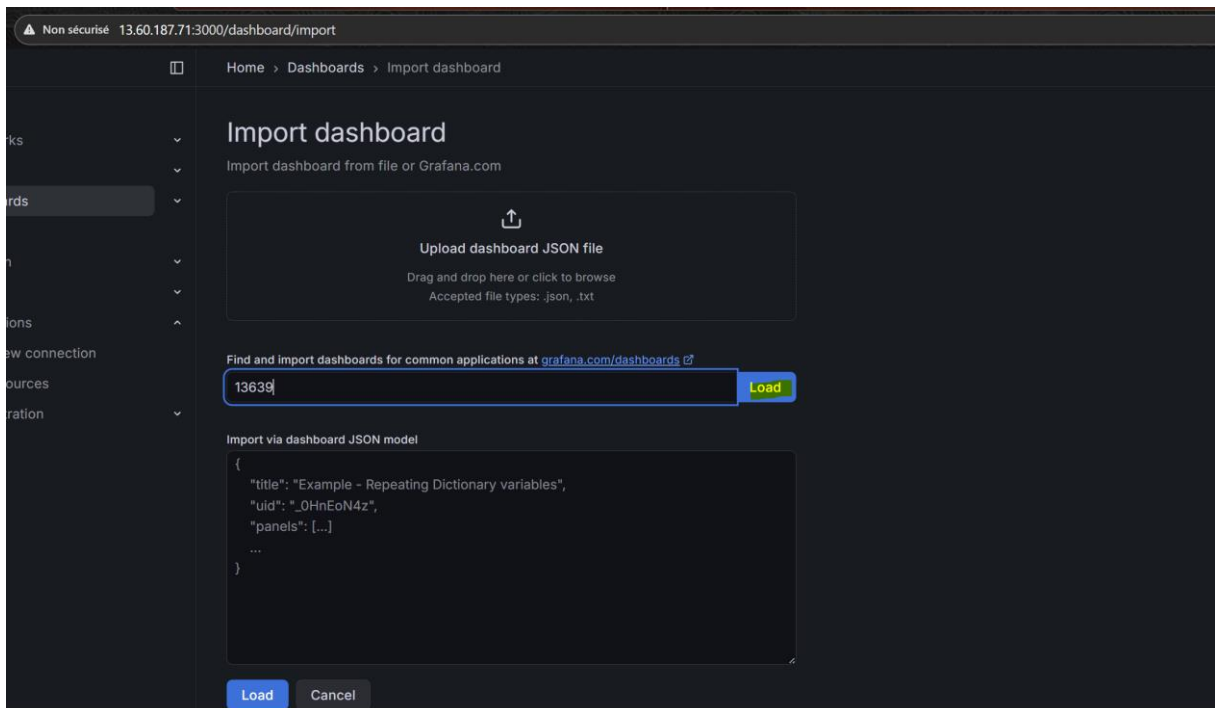 Non sécurisé 13.60.187.71:3000/dashboard/import
Home › Dashboards › Import dashboard
Import dashboard
Import dashboard from file or Grafana.com
Upload dashboard JSON file
Drag and drop here or click to browse
Accepted file types: .json, .txt
Find and import dashboards for common applications at grafana.com/dashboards
13639 Load
Import via dashboard JSON model
{
"title": "Example - Repeating Dictionary variables",
"uid": "_0HnEoN4z",
"panels": [...]
...
}
Load Cancel
rks
rds
n
ions
ew connection
ources
tration